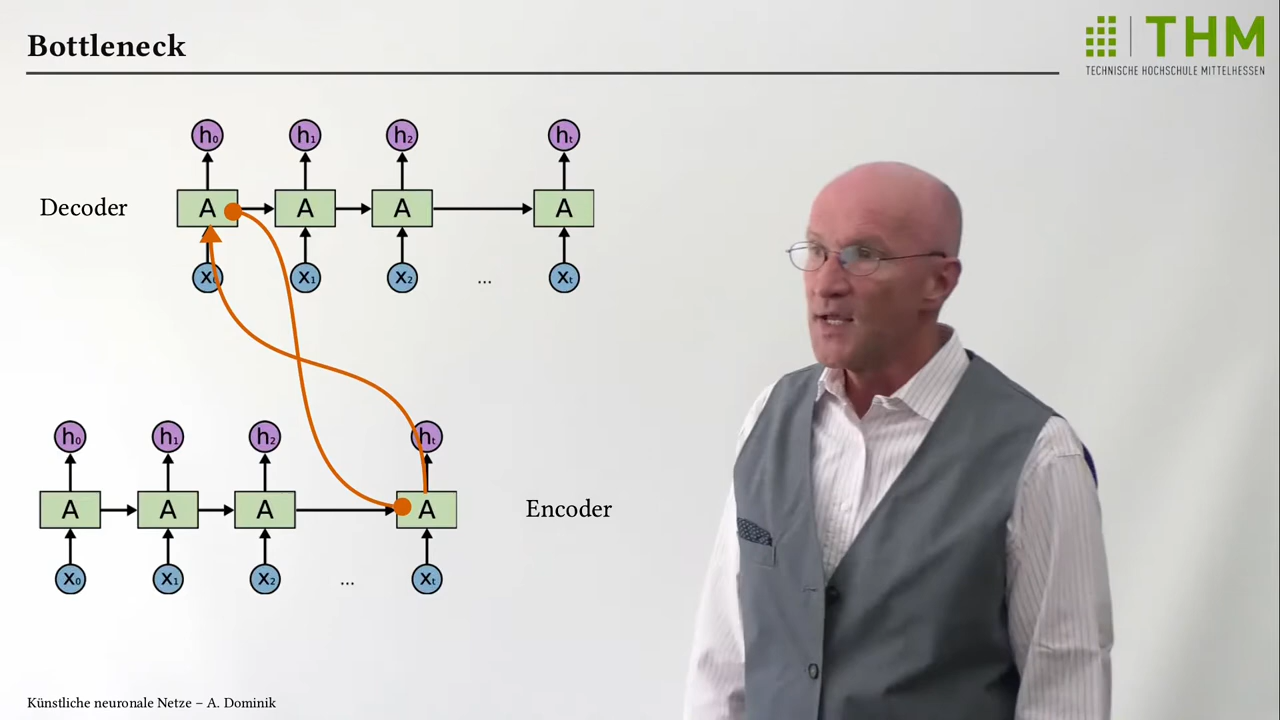 Bottleneck
THM
TECHNISCHE HOCHSCHULE MITTELHESSEN
h₀ h₁ h₂ hₜ
Decoder A A A A
x₀ x₁ x₂ ... xₜ
h₀ h₁ h₂ hₜ
A A A A Encoder
x₀ x₁ x₂ ... xₜ
Künstliche neuronale Netze – A. Dominik